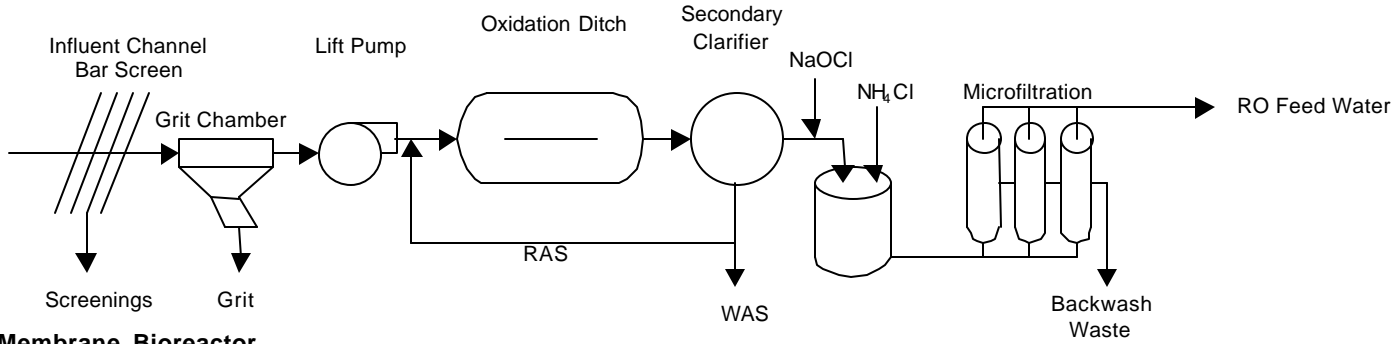 Influent Channel
Bar Screen
Grit Chamber
Lift Pump
Oxidation Ditch
Secondary
Clarifier
NaOCl
NH4Cl
Microfiltration
RO Feed Water
RAS
Screenings
Grit
WAS
Backwash
Waste
Membrane Bioreactor